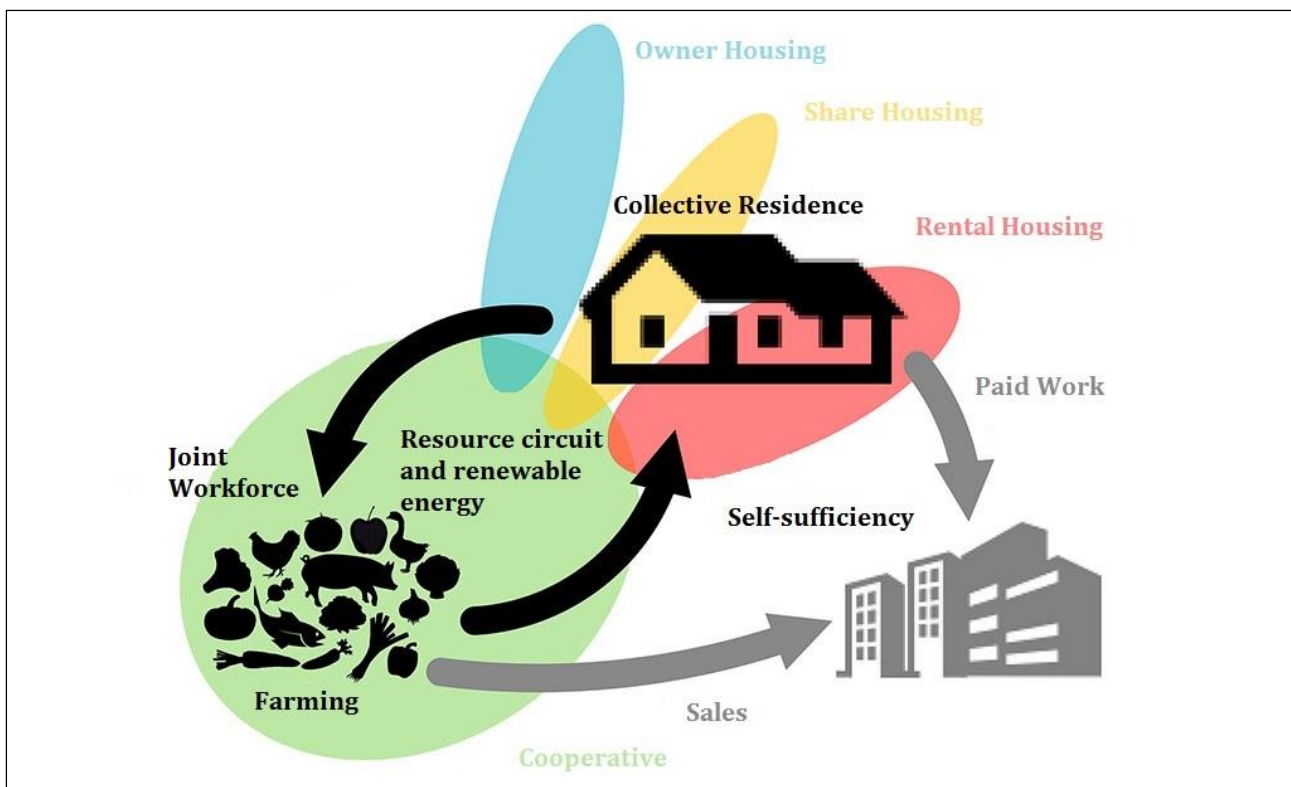 Owner Housing
Share Housing
Collective Residence
Rental Housing
Paid Work
Resource circuit
and renewable
energy
Joint
Workforce
Self-sufficiency
Farming
Sales
Cooperative